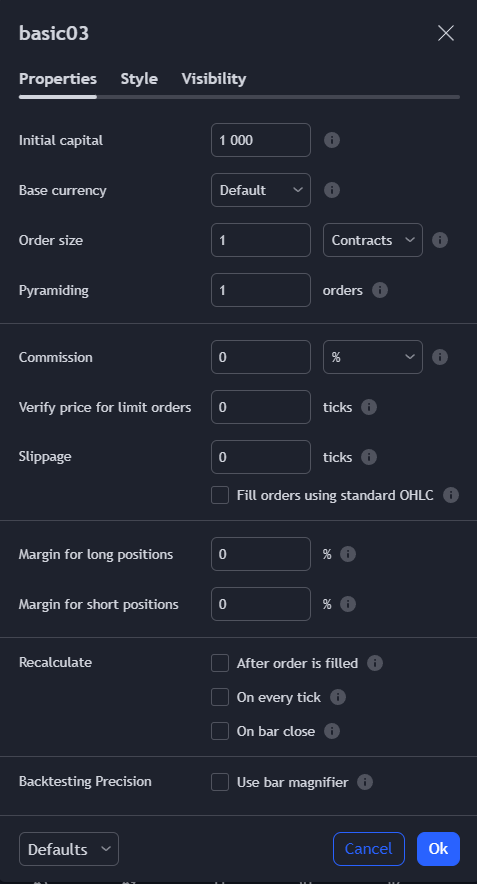 basic03
Properties Style Visibility
Initial capital 1 000
Base currency Default
Order size 1 Contracts
Pyramiding 1 orders
Commission 0 %
Verify price for limit orders 0 ticks
Slippage 0 ticks
Fill orders using standard OHLC
Margin for long positions 0 %
Margin for short positions 0 %
Recalculate After order is filled
On every tick
On bar close
Backtesting Precision Use bar magnifier
Defaults Cancel Ok